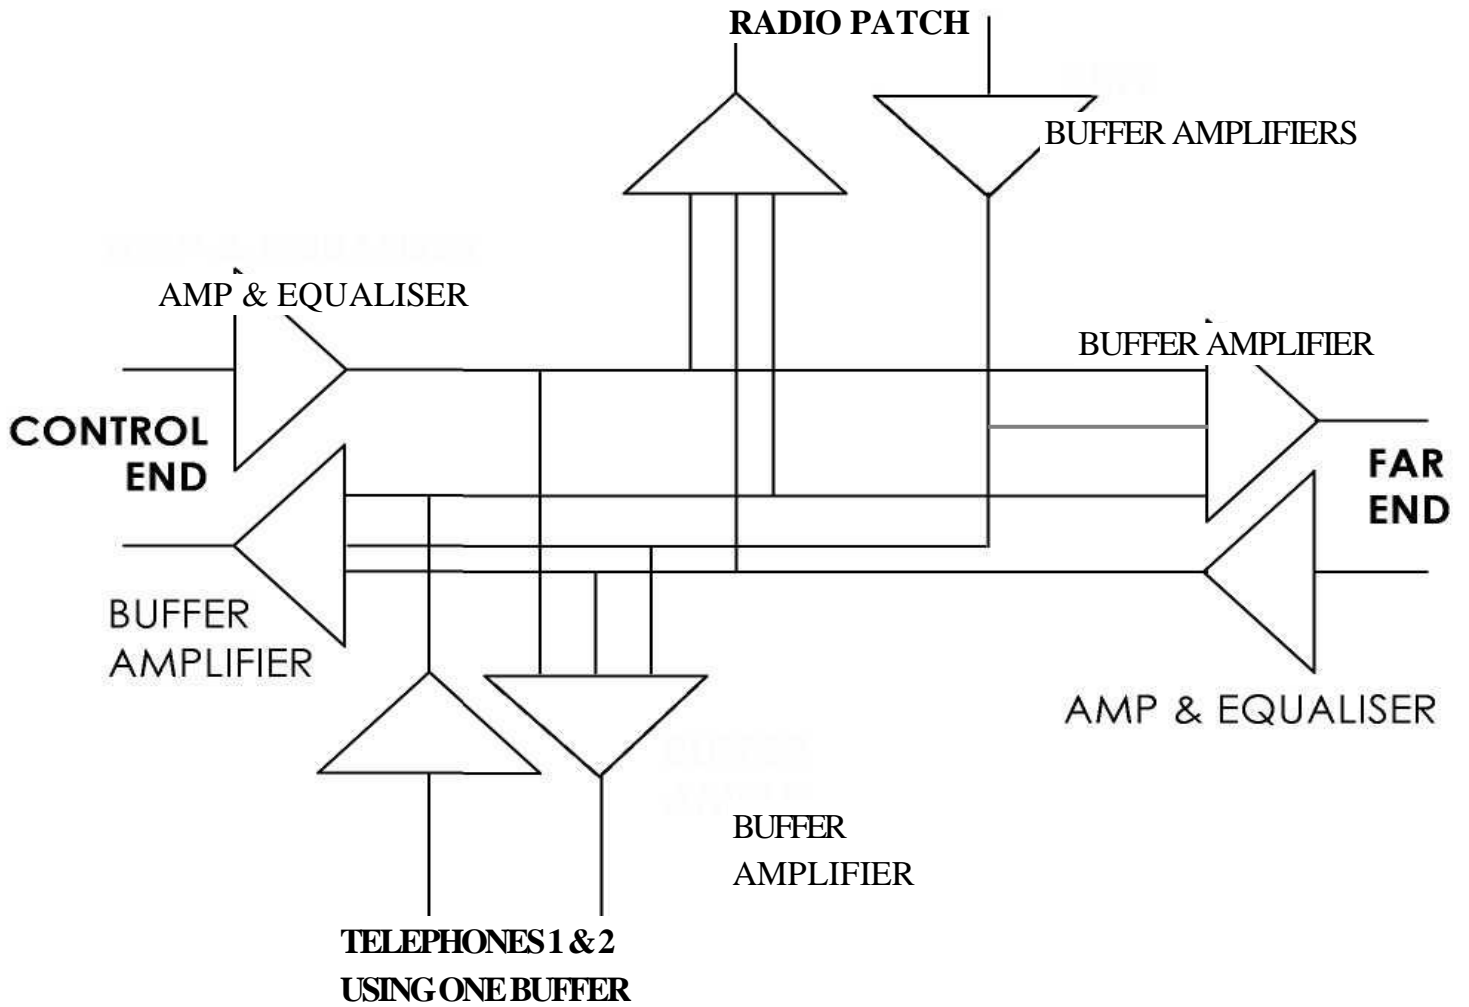 RADIO PATCH
BUFFER AMPLIFIERS
AMP & EQUALISER
BUFFER AMPLIFIER
CONTROL
END
FAR
END
BUFFER
AMPLIFIER
AMP & EQUALISER
BUFFER
AMPLIFIER
TELEPHONES 1 & 2
USING ONE BUFFER